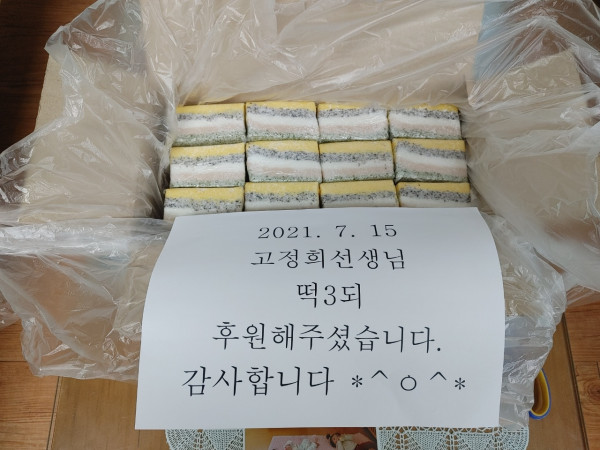 2021. 7. 15
고정희선생님
떡3되
후원해주셨습니다.
감사합니다 *^ㅇ^*